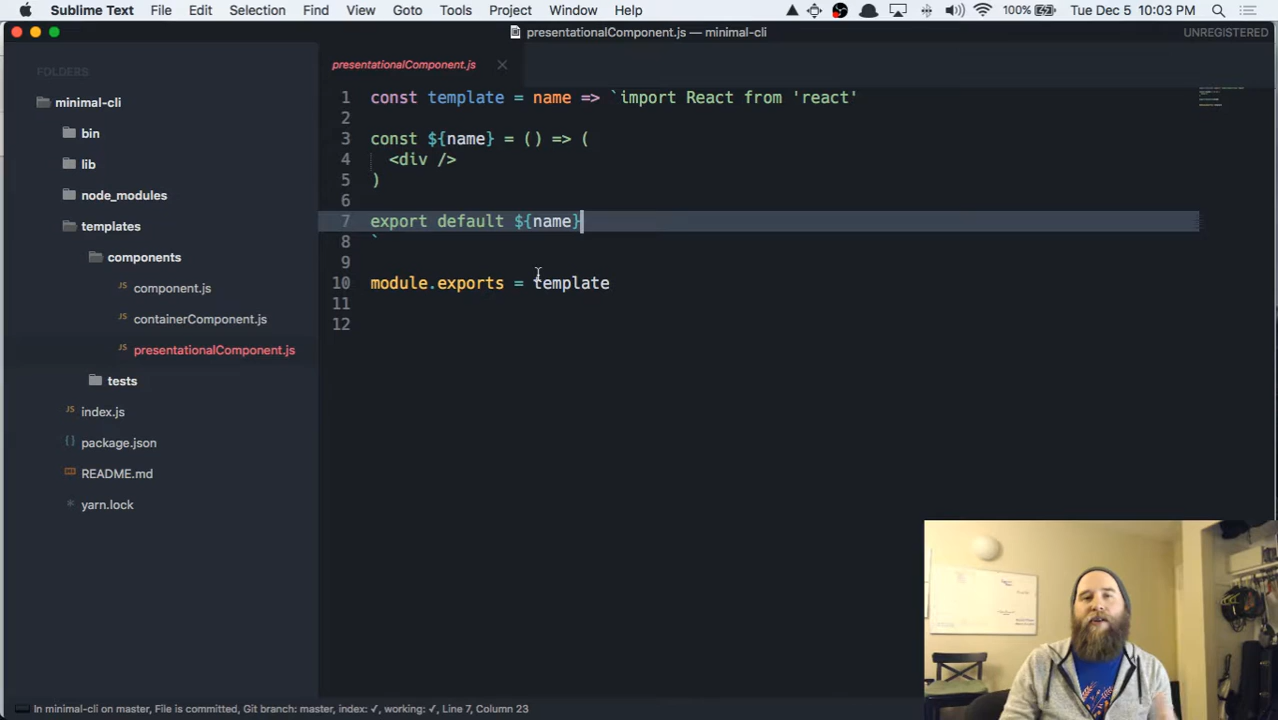 Sublime Text File Edit Selection Find View Goto Tools Project Window Help 100% Tue Dec 5 10:03 PM
presentationalComponent.js — minimal-cli UNREGISTERED
FOLDERS
minimal-cli
bin
lib
node_modules
templates
components
component.js
containerComponent.js
presentationalComponent.js
tests
index.js
package.json
README.md
yarn.lock
presentationalComponent.js
1 const template = name => `import React from 'react'
2
3 const ${name} = () => (
4 <div />
5 )
6
7 export default ${name}
8 `
9
10 module.exports = template
11
12
In minimal-cli on master, File is committed, Git branch: master, index: ✓, working: ✓, Line 7, Column 23